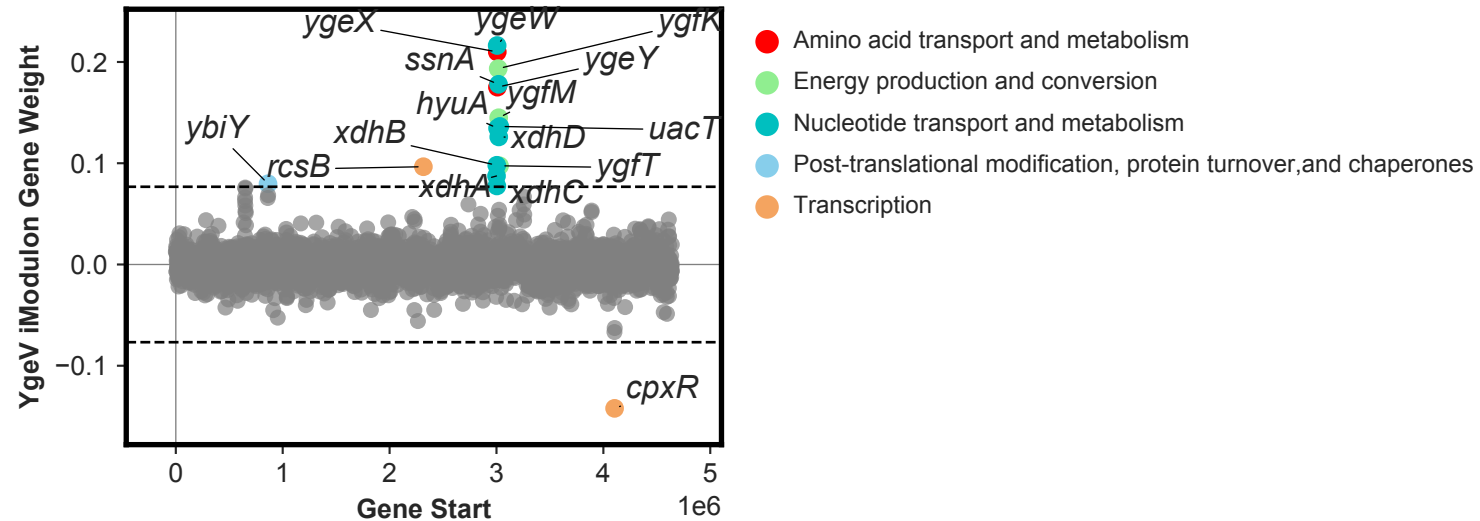 YgeV iModulon Gene Weight
0.2
0.1
0.0
−0.1
ygeX
ygeW
ygfK
ssnA
ygeY
hyuA
ygfM
ybiY
xdhB
xdhD
uacT
rcsB
ygfT
xdhA
xdhC
cpxR
0
1
2
3
4
5
1e6
Gene Start
Amino acid transport and metabolism
Energy production and conversion
Nucleotide transport and metabolism
Post-translational modification, protein turnover,and chaperones
Transcription